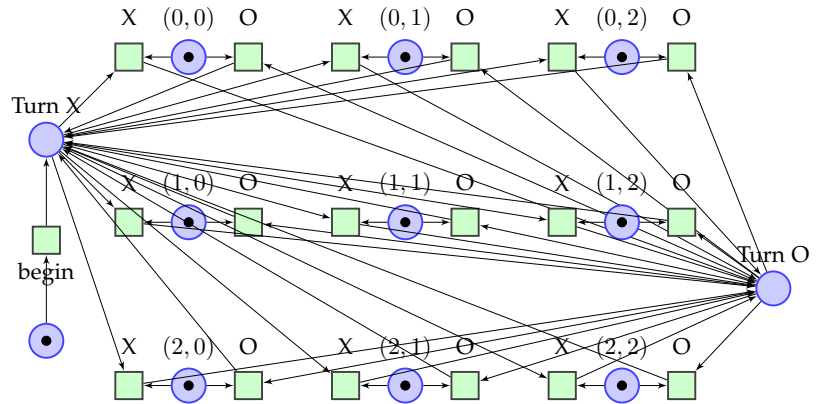 X (0, 0) O X (0, 1) O X (0, 2) O
Turn X
X (1, 0) O X (1, 1) O X (1, 2) O
Turn O
begin
X (2, 0) O X (2, 1) O X (2, 2) O